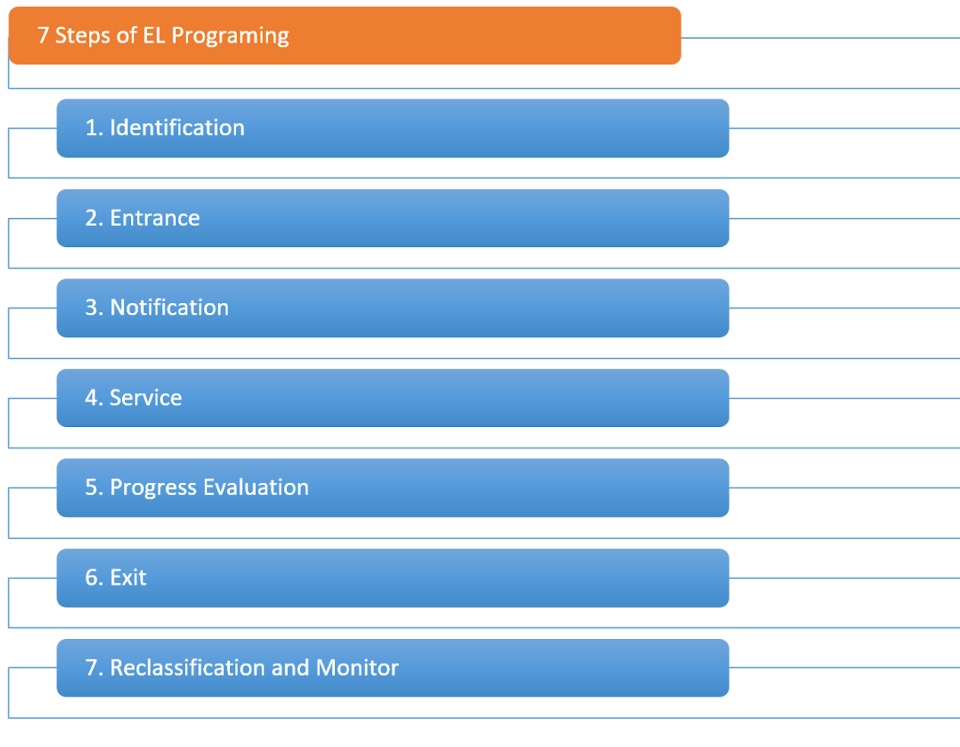 7 Steps of EL Programing
1. Identification
2. Entrance
3. Notification
4. Service
5. Progress Evaluation
6. Exit
7. Reclassification and Monitor